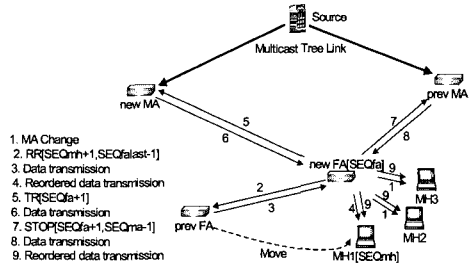 Source
Multicast Tree Link
new MA
prev MA
5
6
7
8
1. MA Change
2. RR[SEQmh+1,SEQfalast-1]
3. Data transmission
4. Reordered data transmission
5. TR[SEQfa+1]
6. Data transmission
7. STOP[SEQfa+1,SEQma-1]
8. Data transmission
9. Reordered data transmission
new FA[SEQfa]
9
1
MH3
2
3
4
9
9
1
MH2
prev FA
Move
MH1[SEQmh]